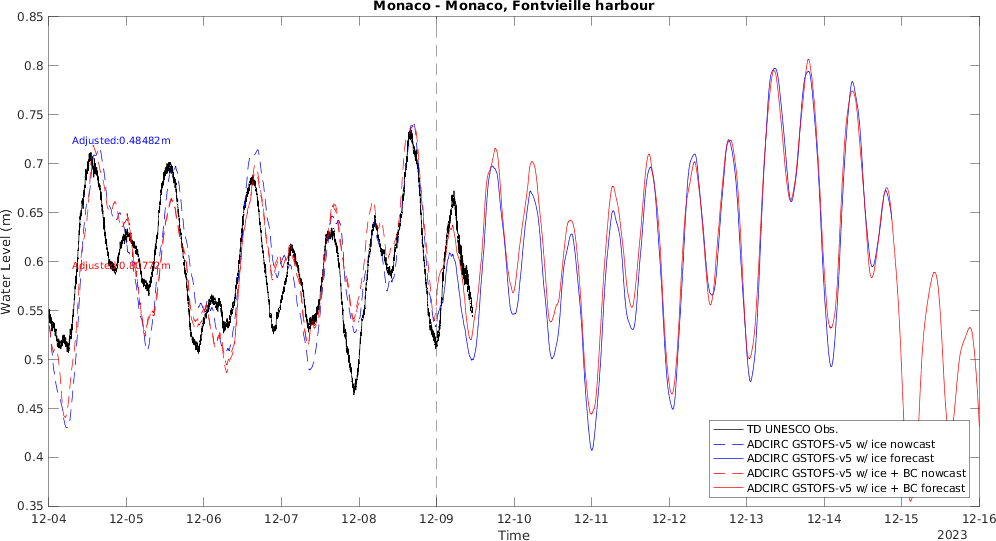 Monaco - Monaco, Fontvieille harbour
0.85
0.8
0.75
0.7
0.65
0.6
0.55
0.5
0.45
0.4
0.35
Water Level (m)
Adjusted:0.48482m
Adjusted:0.80772m
TD UNESCO Obs.
ADCIRC GSTOFS-v5 w/ ice nowcast
ADCIRC GSTOFS-v5 w/ ice forecast
ADCIRC GSTOFS-v5 w/ ice + BC nowcast
ADCIRC GSTOFS-v5 w/ ice + BC forecast
12-04 12-05 12-06 12-07 12-08 12-09 12-10 12-11 12-12 12-13 12-14 12-15 12-16
Time
2023